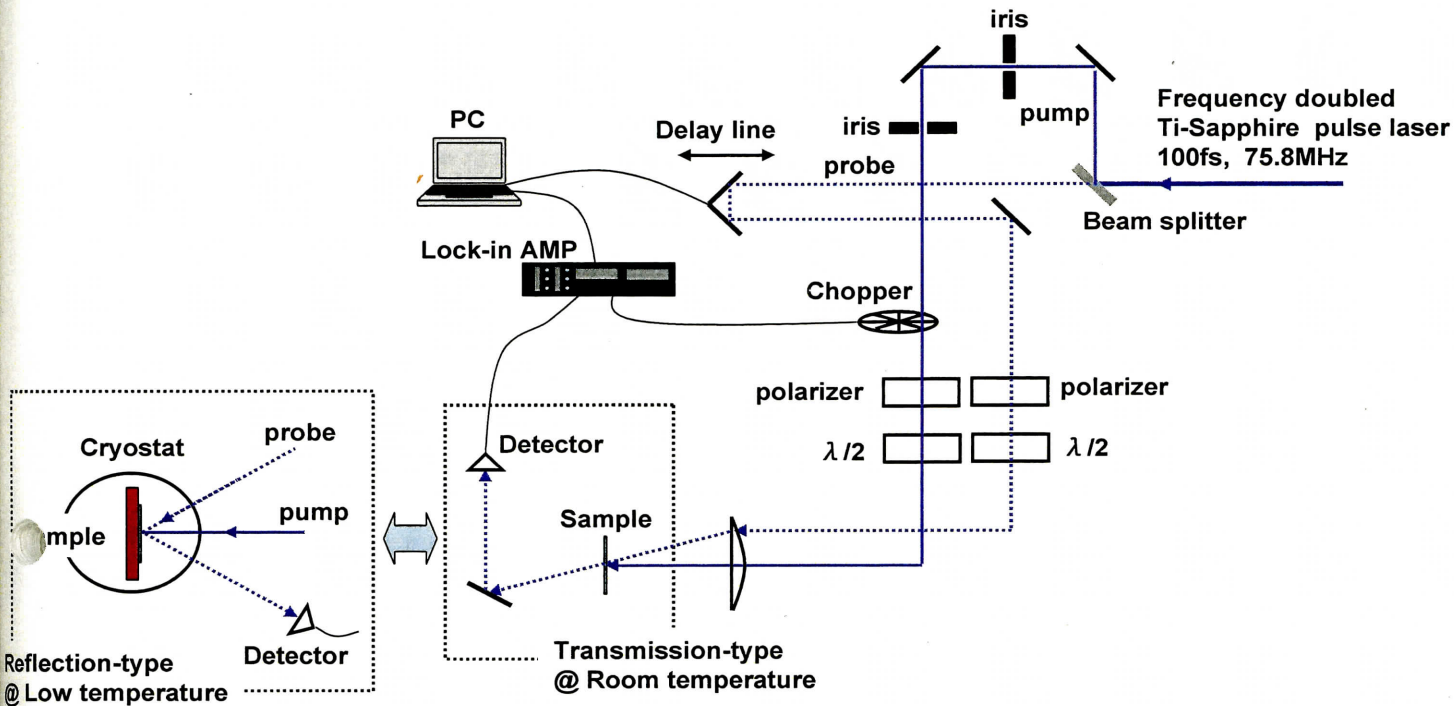 iris
Frequency doubled
Ti-Sapphire pulse laser
100fs, 75.8MHz
pump
PC
iris
Delay line
probe
Beam splitter
Lock-in AMP
Chopper
polarizer
polarizer
λ/2
λ/2
Detector
Cryostat
probe
Sample
pump
mple
Detector
Reflection-type
@ Low temperature
Transmission-type
@ Room temperature